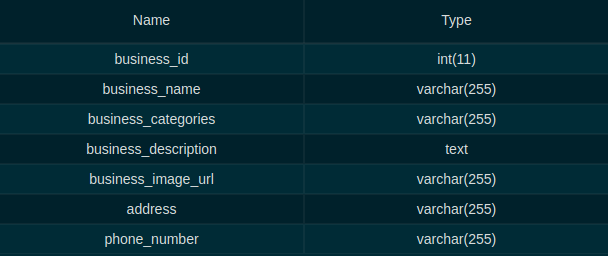 Name Type
business_id int(11)
business_name varchar(255)
business_categories varchar(255)
business_description text
business_image_url varchar(255)
address varchar(255)
phone_number varchar(255)